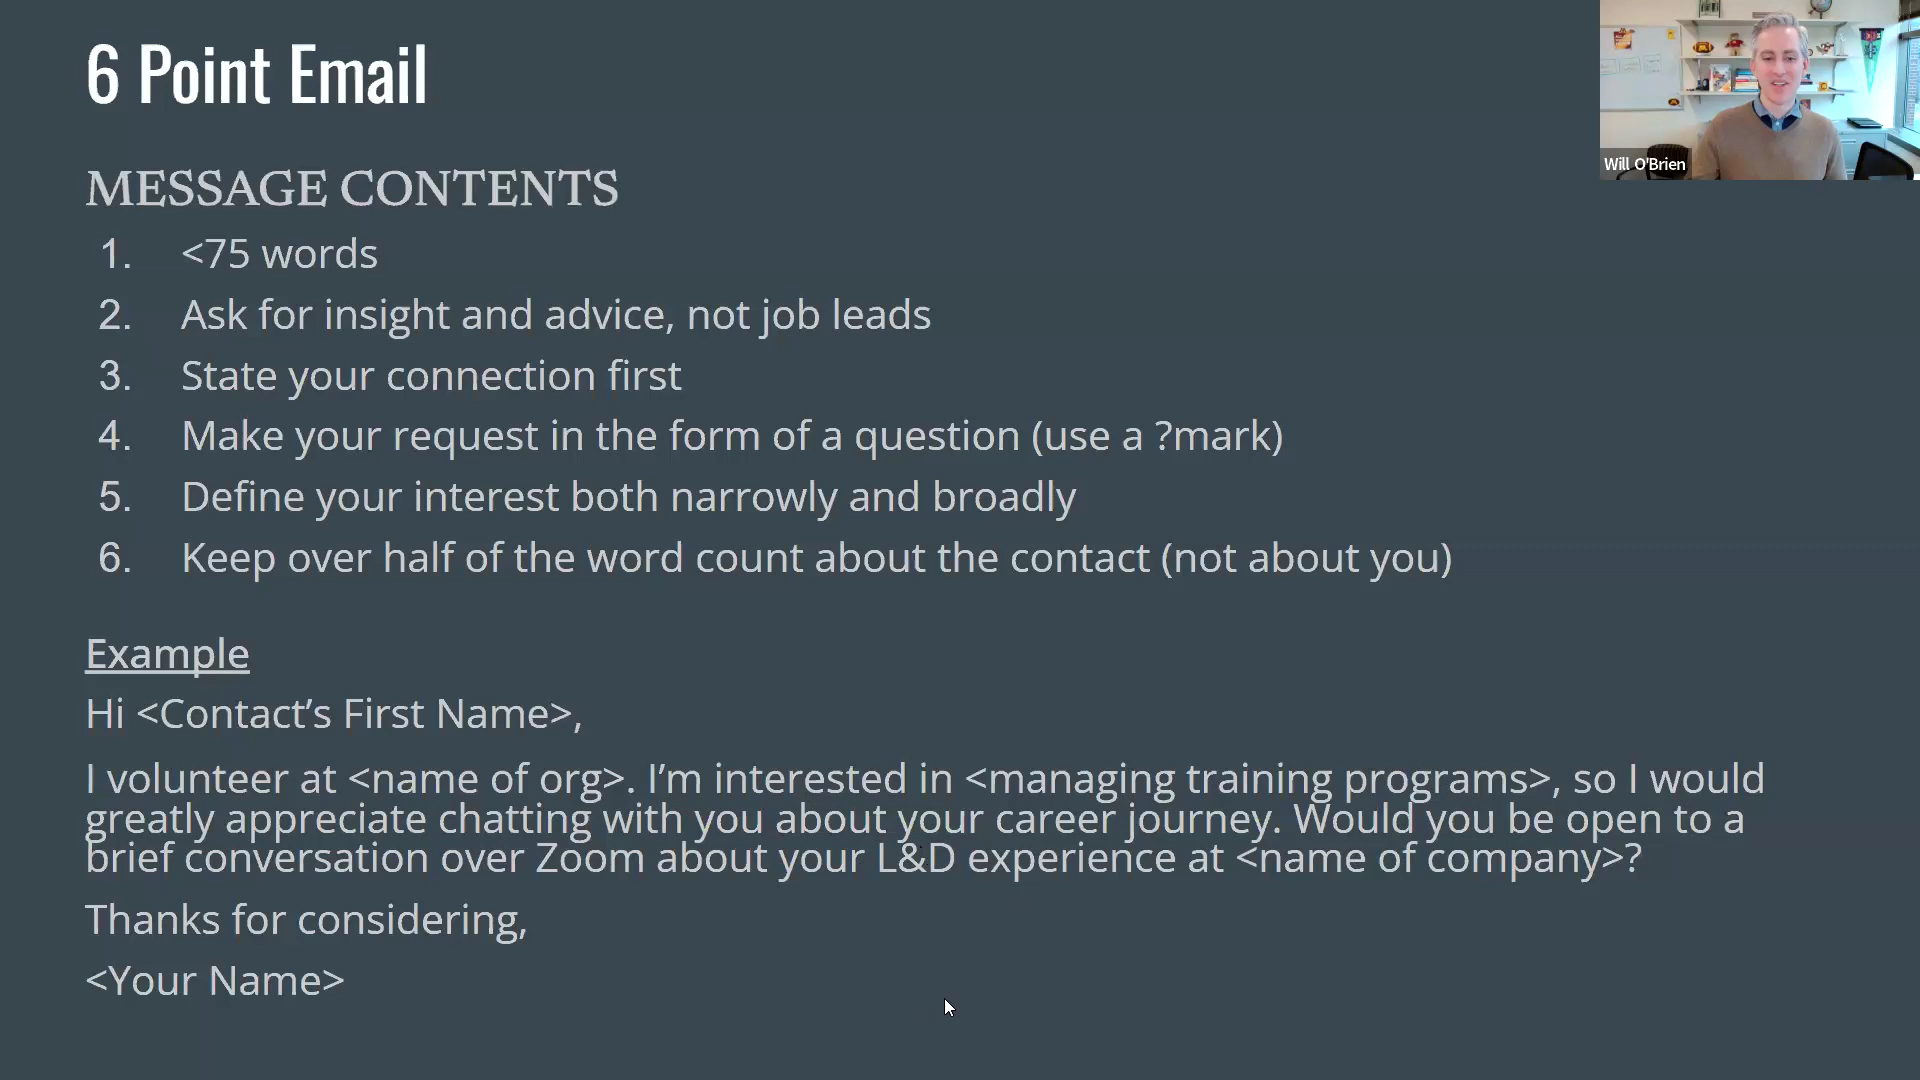 6 Point Email
Will O'Brien
MESSAGE CONTENTS
1. <75 words
2. Ask for insight and advice, not job leads
3. State your connection first
4. Make your request in the form of a question (use a ?mark)
5. Define your interest both narrowly and broadly
6. Keep over half of the word count about the contact (not about you)
Example
Hi <Contact’s First Name>,
I volunteer at <name of org>. I’m interested in <managing training programs>, so I would
greatly appreciate chatting with you about your career journey. Would you be open to a
brief conversation over Zoom about your L&D experience at <name of company>?
Thanks for considering,
<Your Name>